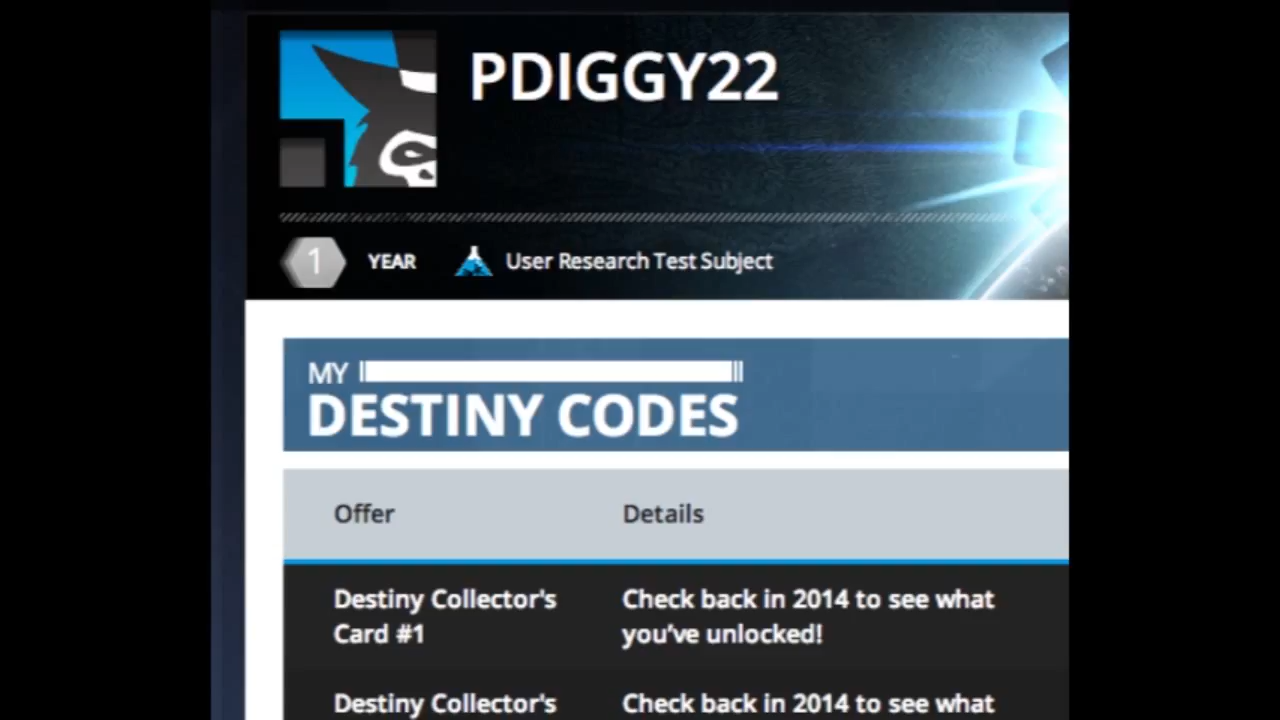 PDIGGY22
1 YEAR User Research Test Subject
MY
DESTINY CODES
Offer Details
Destiny Collector's Check back in 2014 to see what
Card #1 you've unlocked!
Destiny Collector's Check back in 2014 to see what